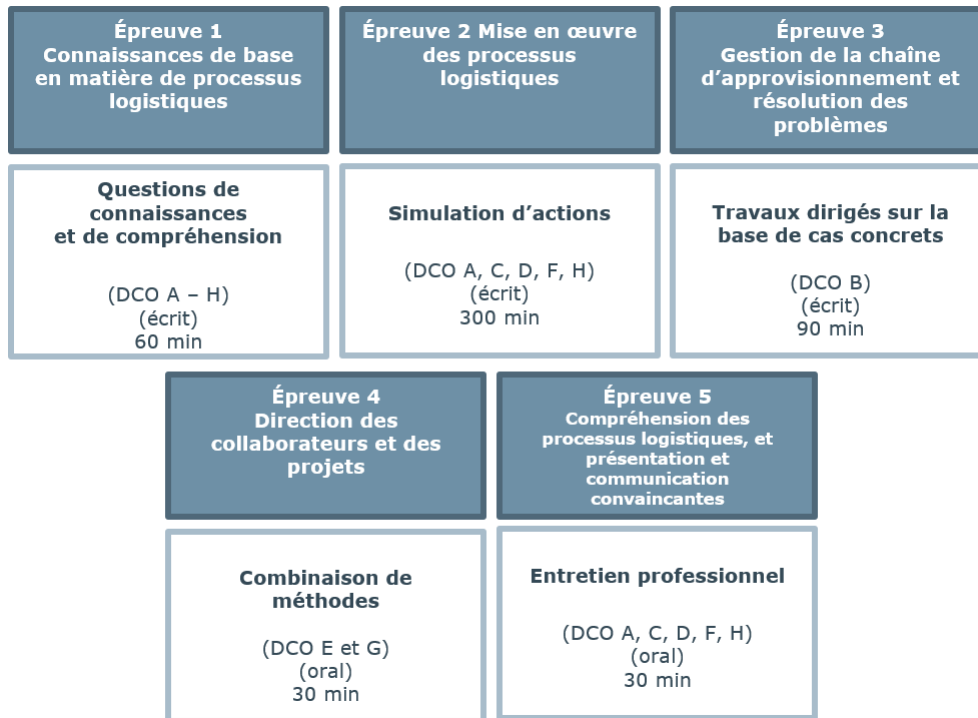 Épreuve 1
Connaissances de base
en matière de processus
logistiques
Questions de
connaissances
et de compréhension
(DCO A – H)
(écrit)
60 min
Épreuve 2 Mise en œuvre
des processus
logistiques
Simulation d’actions
(DCO A, C, D, F, H)
(écrit)
300 min
Épreuve 3
Gestion de la chaîne
d’approvisionnement et
résolution des
problèmes
Travaux dirigés sur la
base de cas concrets
(DCO B)
(écrit)
90 min
Épreuve 4
Direction des
collaborateurs et des
projets
Combinaison de
méthodes
(DCO E et G)
(oral)
30 min
Épreuve 5
Compréhension des
processus logistiques, et
présentation et
communication
convaincantes
Entretien professionnel
(DCO A, C, D, F, H)
(oral)
30 min